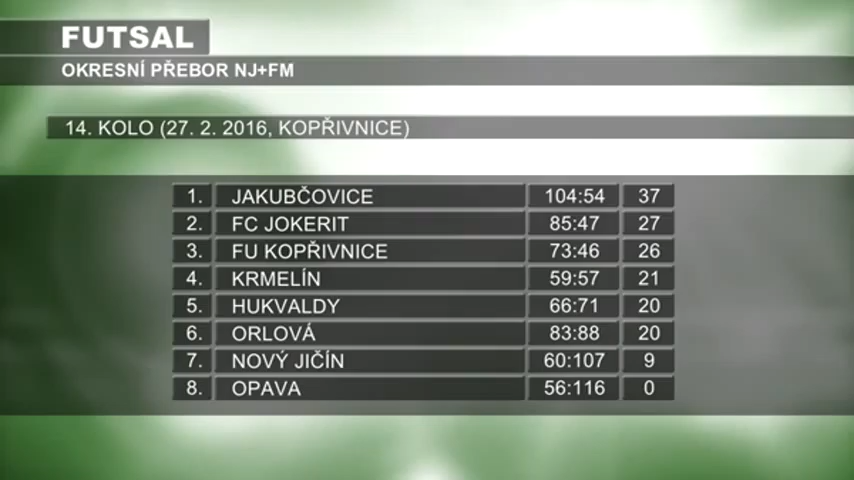 FUTSAL
OKRESNÍ PŘEBOR NJ+FM
14. KOLO (27. 2. 2016, KOPŘIVNICE)
1. JAKUBČOVICE 104:54 37
2. FC JOKERIT 85:47 27
3. FU KOPŘIVNICE 73:46 26
4. KRMELÍN 59:57 21
5. HUKVALDY 66:71 20
6. ORLOVÁ 83:88 20
7. NOVÝ JIČÍN 60:107 9
8. OPAVA 56:116 0